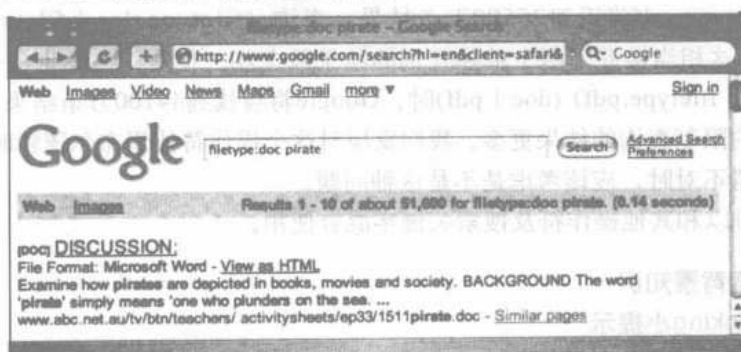 filetype:doc pirate - Google Search
http://www.google.com/search?hl=en&client=safari& Google
Web Images Video News Maps Gmail more ▼ Sign in
Google filetype:doc pirate Search Advanced Search
Preferences
Web Images Results 1 - 10 of about 51,600 for filetype:doc pirate. (0.14 seconds)
[DOC] DISCUSSION:
File Format: Microsoft Word - View as HTML
Examine how pirates are depicted in books, movies and society. BACKGROUND The word
'pirate' simply means 'one who plunders on the sea. ...
www.abc.net.au/tv/btn/teachers/ activitysheets/ep33/1511pirate.doc - Similar pages